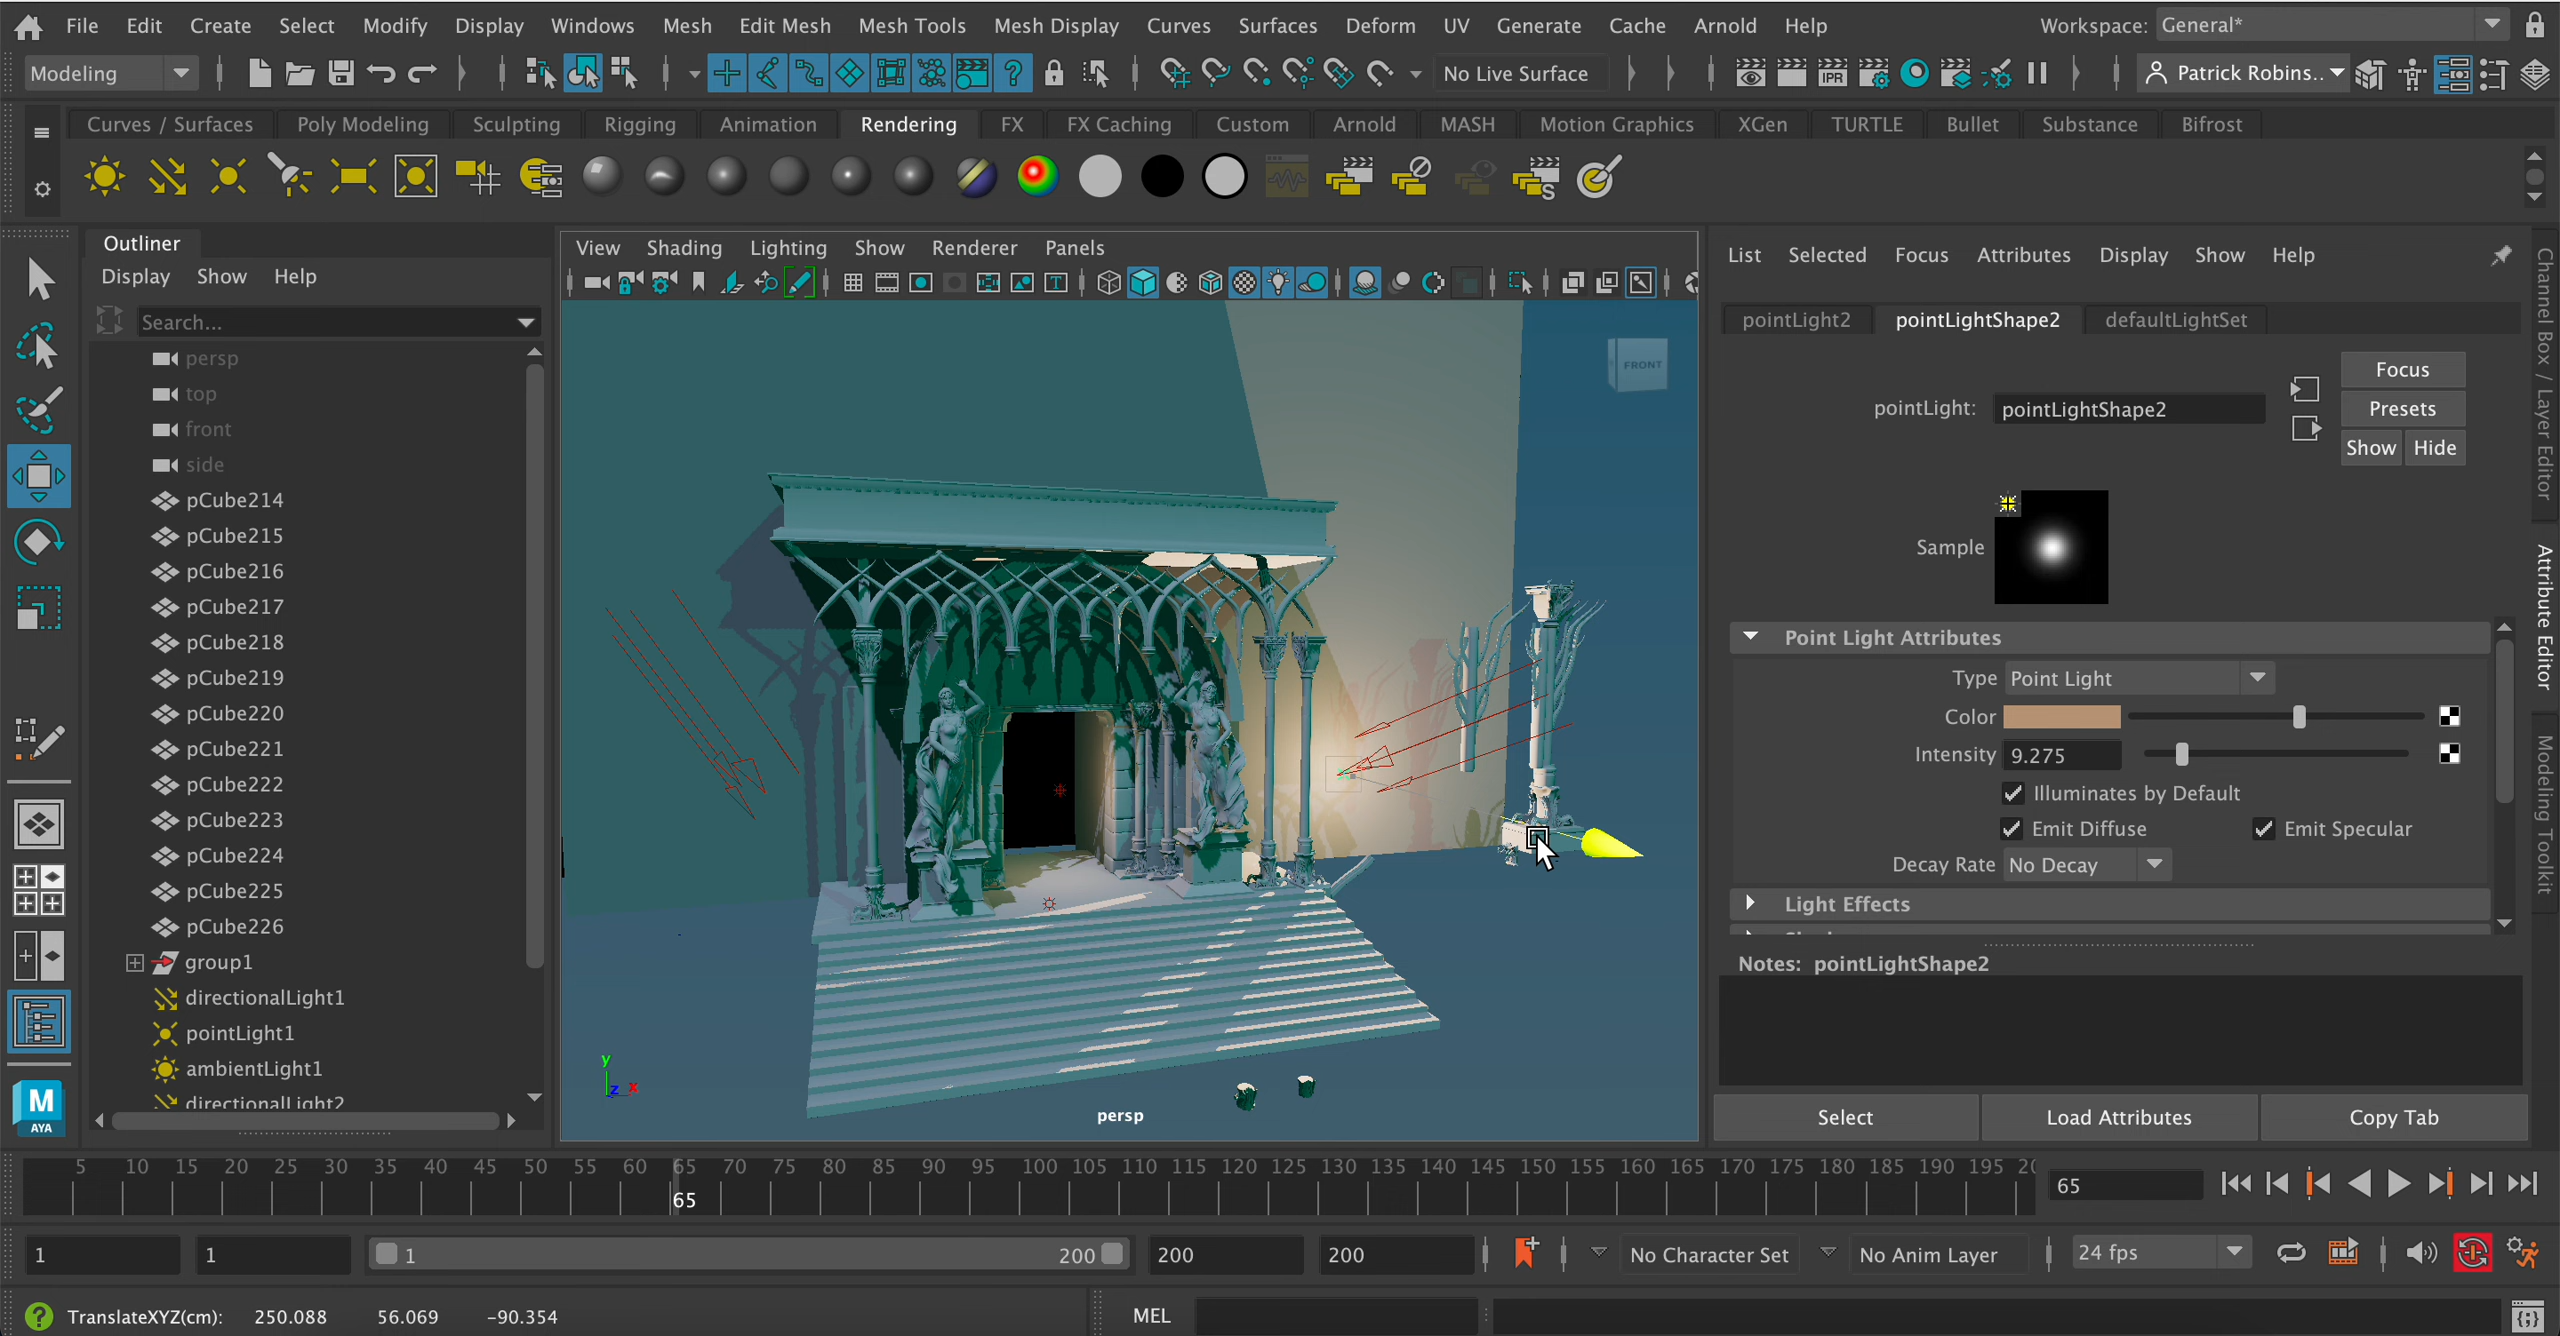 File Edit Create Select Modify Display Windows Mesh Edit Mesh Mesh Tools Mesh Display Curves Surfaces Deform UV Generate Cache Arnold Help Workspace: General*
Modeling No Live Surface IPR Patrick Robins..
Curves / Surfaces Poly Modeling Sculpting Rigging Animation Rendering FX FX Caching Custom Arnold MASH Motion Graphics XGen TURTLE Bullet Substance Bifrost
S
Outliner
Display Show Help
Search...
persp
top
front
side
pCube214
pCube215
pCube216
pCube217
pCube218
pCube219
pCube220
pCube221
pCube222
pCube223
pCube224
pCube225
pCube226
group1
directionalLight1
pointLight1
ambientLight1
directionalLight2
M
AYA
View Shading Lighting Show Renderer Panels
FRONT
y
z x
persp
List Selected Focus Attributes Display Show Help
pointLight2 pointLightShape2 defaultLightSet
Focus
pointLight: pointLightShape2 Presets
Show Hide
Sample
Point Light Attributes
Type Point Light
Color
Intensity 9.275
Illuminates by Default
Emit Diffuse Emit Specular
Decay Rate No Decay
Light Effects
Notes: pointLightShape2
Select Load Attributes Copy Tab
Channel Box / Layer Editor
Attribute Editor
Modeling Toolkit
5 10 15 20 25 30 35 40 45 50 55 60 65 70 75 80 85 90 95 100 105 110 115 120 125 130 135 140 145 150 155 160 165 170 175 180 185 190 195
65 65
1 1 1 200 200 200 No Character Set No Anim Layer 24 fps
TranslateXYZ(cm): 250.088 56.069 -90.354 MEL